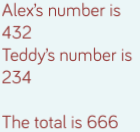 Alex's number is
432
Teddy's number is
234
The total is 666